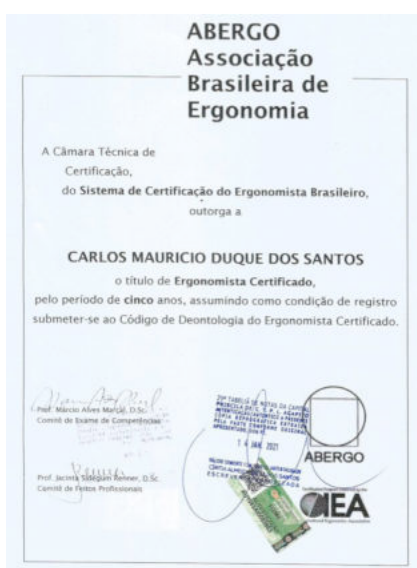 ABERGO
Associação
Brasileira de
Ergonomia
A Câmara Técnica de
Certificação,
do Sistema de Certificação do Ergonomista Brasileiro,
outorga a
CARLOS MAURICIO DUQUE DOS SANTOS
o título de Ergonomista Certificado,
pelo período de cinco anos, assumindo como condição de registro
submeter-se ao Código de Deontologia do Ergonomista Certificado.
Prof. Márcio Alves Marçal, D.Sc.
Comitê de Exame de Competências
Prof. Jacinta Sidegum Renner, D.Sc.
Comitê de Feitos Profissionais
14 JAN. 2021
ABERGO
IEA